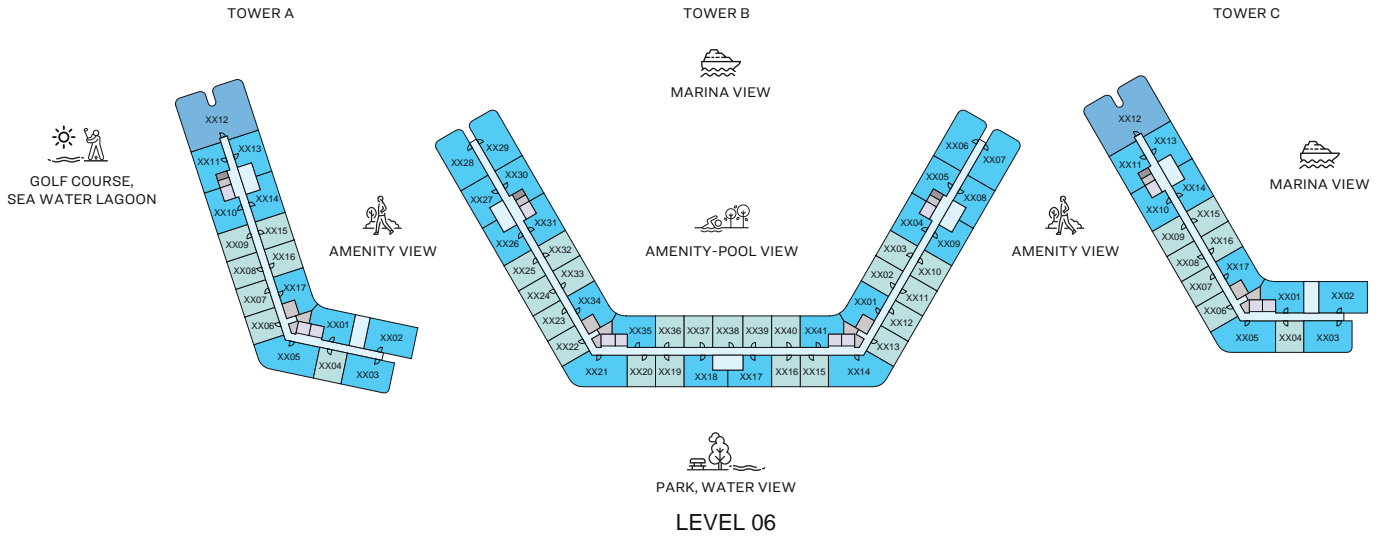 TOWER A
TOWER B
TOWER C
MARINA VIEW
GOLF COURSE,
SEA WATER LAGOON
AMENITY VIEW
AMENITY-POOL VIEW
AMENITY VIEW
MARINA VIEW
XX12
XX13
XX11
XX14
XX10
XX15
XX09
XX16
XX08
XX17
XX07
XX06
XX01
XX02
XX05
XX04
XX03
XX29
XX28
XX30
XX27
XX31
XX26
XX32
XX25
XX33
XX24
XX34
XX23
XX22
XX21
XX35
XX36
XX37
XX38
XX39
XX40
XX41
XX20
XX19
XX18
XX17
XX16
XX15
XX14
XX06
XX07
XX05
XX08
XX04
XX09
XX03
XX10
XX02
XX11
XX01
XX12
XX13
XX12
XX13
XX11
XX14
XX10
XX15
XX09
XX16
XX08
XX17
XX07
XX06
XX01
XX02
XX05
XX04
XX03
PARK, WATER VIEW
LEVEL 06